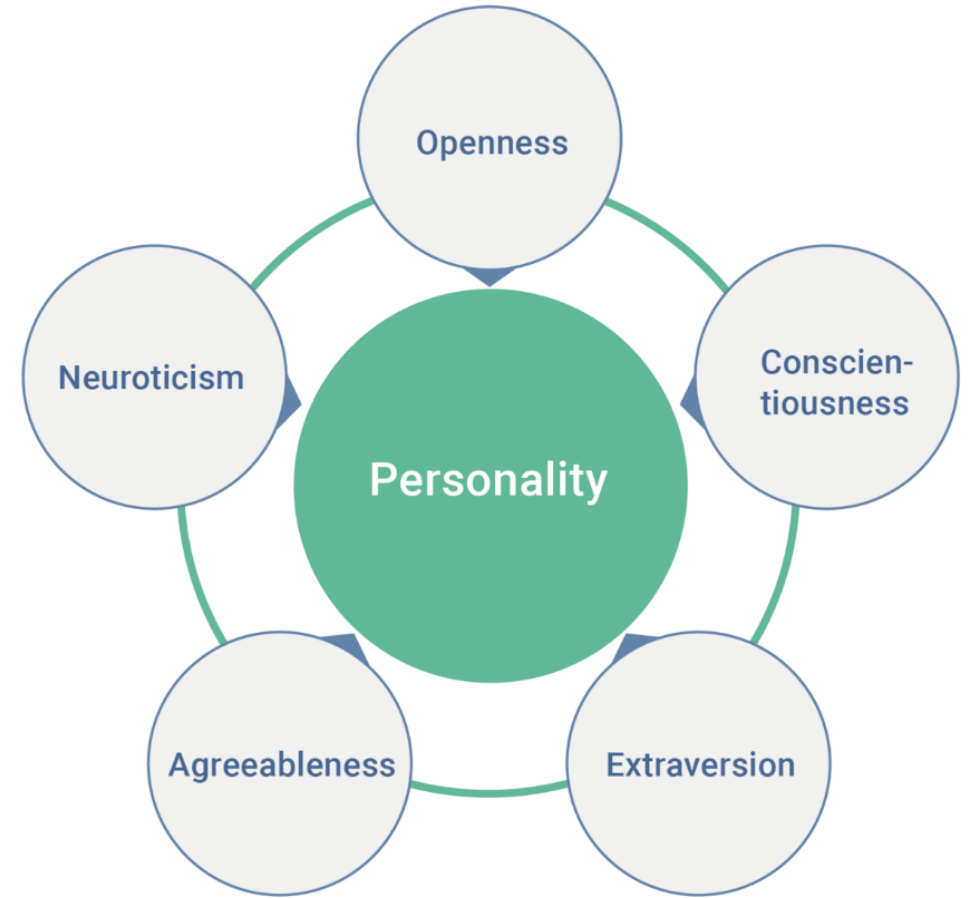 Openness
Neuroticism
Conscien-
tiousness
Personality
Agreeableness
Extraversion